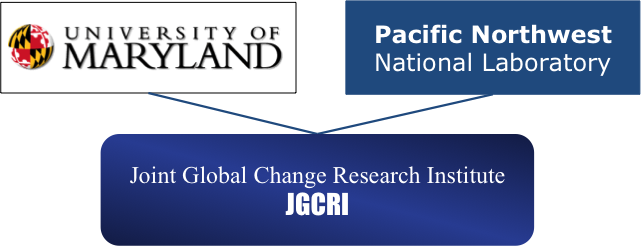 UNIVERSITY OF
MARYLAND
Pacific Northwest
National Laboratory
Joint Global Change Research Institute
JGCRI